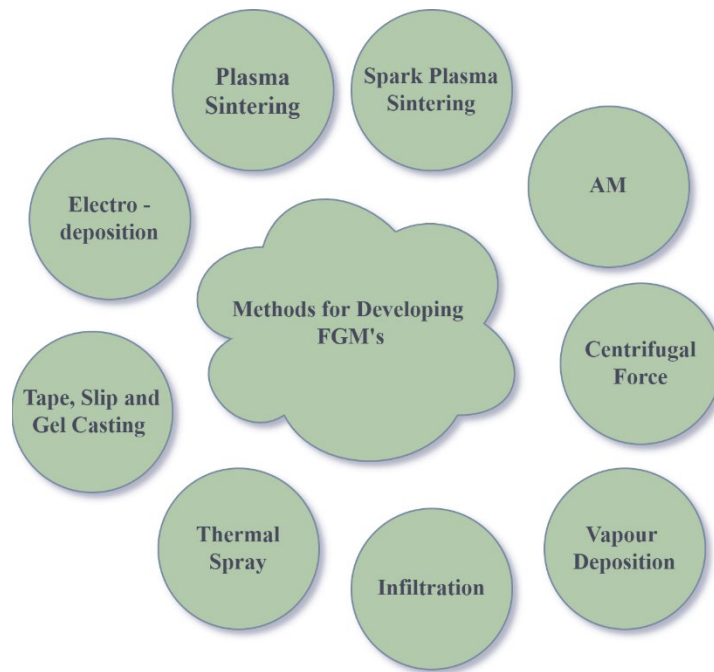 Plasma
Sintering
Spark Plasma
Sintering
AM
Electro -
deposition
Methods for Developing
FGM's
Centrifugal
Force
Tape, Slip and
Gel Casting
Thermal
Spray
Infiltration
Vapour
Deposition